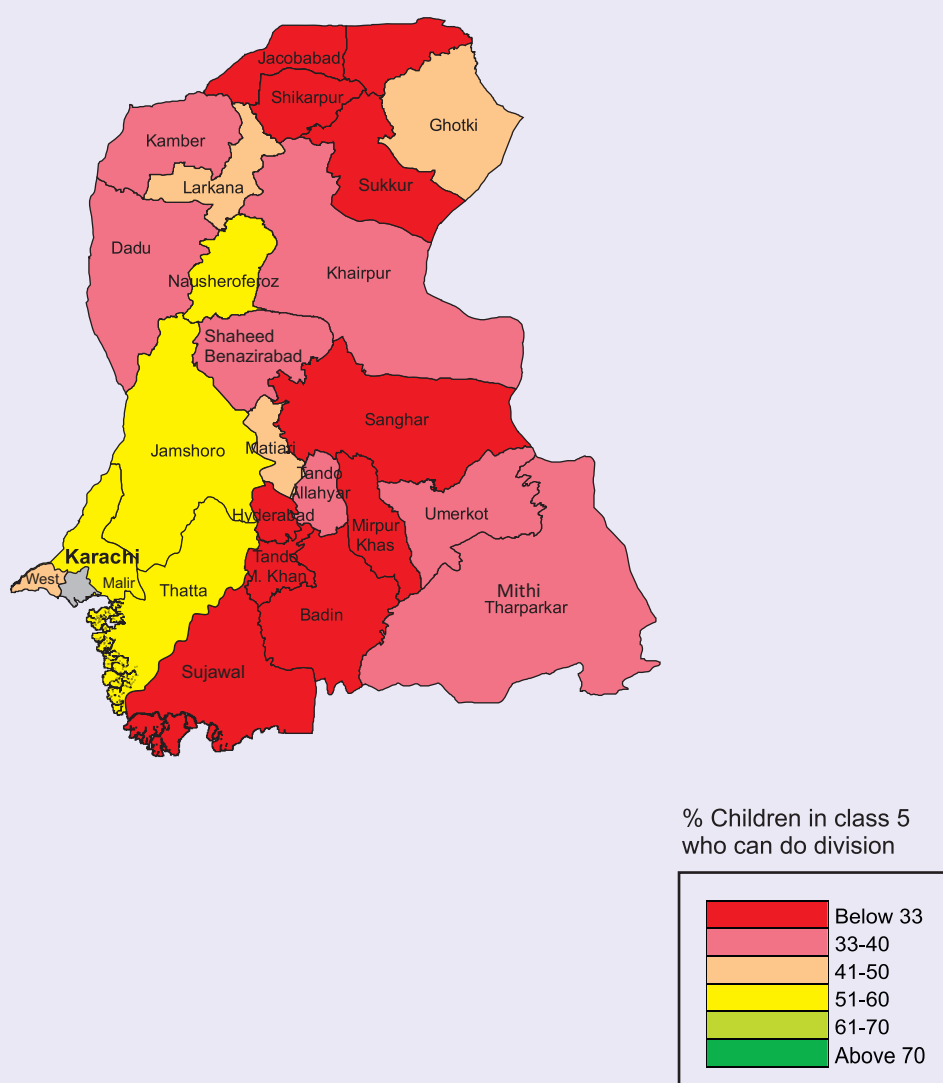 Jacobabad
Shikarpur
Ghotki
Kamber
Larkana
Sukkur
Dadu
Khairpur
Nausheroferoz
Shaheed
Benazirabad
Sanghar
Matiari
Jamshoro
Tando
Allahyar
Hyderabad
Umerkot
Mirpur
Khas
Karachi
West
Malir
Thatta
Tando
M. Khan
Mithi
Tharparkar
Badin
Sujawal
% Children in class 5
who can do division
Below 33
33-40
41-50
51-60
61-70
Above 70